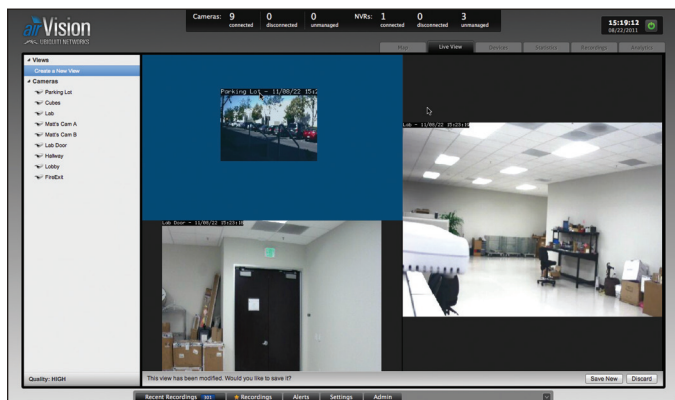 airVision
UBIQUITI NETWORKS
Cameras: 9 connected 0 disconnected 0 unmanaged NVRs: 1 connected 0 disconnected 3 unmanaged
15:19:12
08/22/2011
Map Live View Devices Statistics Recordings Analytics
Views
Create a New View
Cameras
Parking Lot
Cubes
Lab
Matt's Cam A
Matt's Cam B
Lab Door
Hallway
Lobby
FireExit
Parking Lot - 11/08/22 15:2
Lab - 11/08/22 15:23:18
Lab Door - 11/08/22 15:23:18
Quality: HIGH
This view has been modified. Would you like to save it?
Save New Discard
Recent Recordings Recordings Alerts Settings Admin